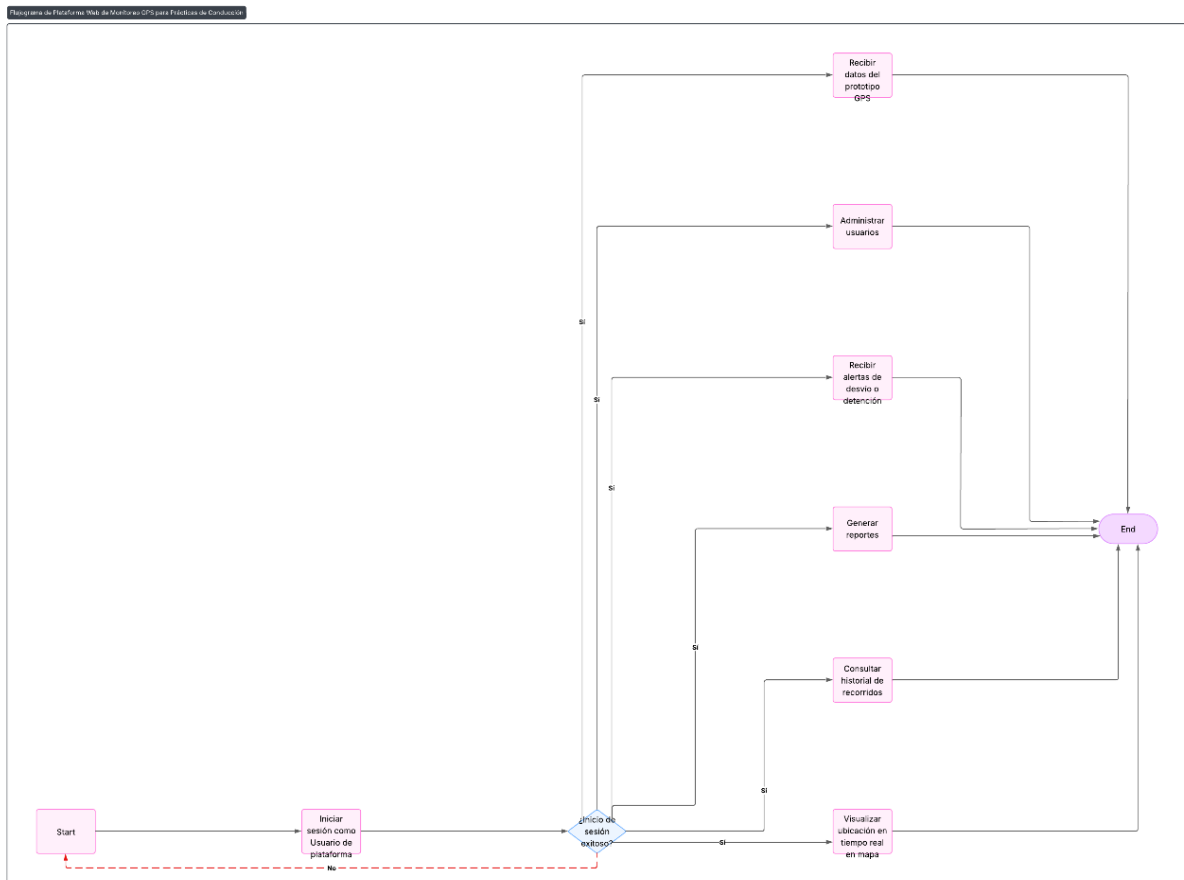 Flujograma de Plataforma Web de Monitoreo GPS para Prácticas de Conducción
Recibir
datos del
prototipo
GPS
Administrar
usuarios
Sí
Recibir
alertas de
desvío o
detención
Sí
Sí
Generar
reportes
End
Sí
Consultar
historial de
recorridos
Sí
Start
Iniciar
sesión como
Usuario de
plataforma
¿Inicio de
sesión
exitoso?
Sí
Visualizar
ubicación en
tiempo real
en mapa
No